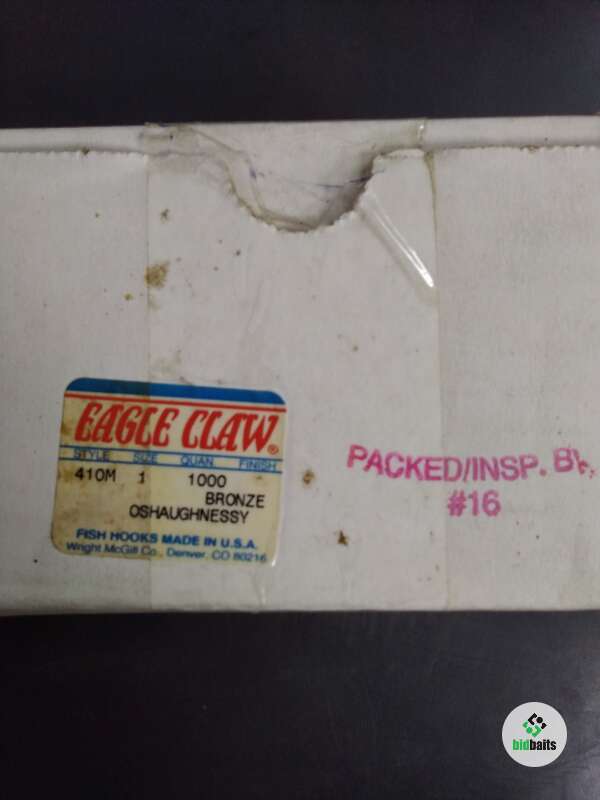 EAGLE CLAW®
STYLE SIZE QUAN. FINISH
410M 1 1000
BRONZE
OSHAUGHNESSY
FISH HOOKS MADE IN U.S.A.
Wright McGill Co., Denver, CO 80216
PACKED/INSP.
#16
bidbaits